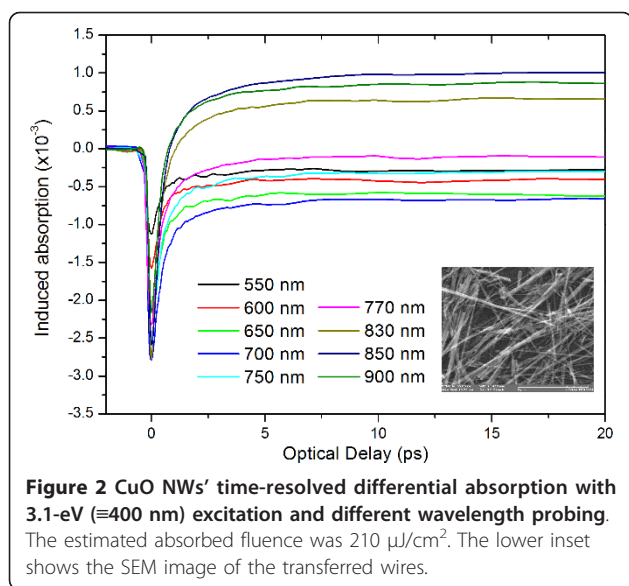 1.0
0.5
0.0
-0.5
-1.0
-1.5
-2.0
-2.5
-3.0
-3.5
Induced absorption (x10⁻³)
550 nm
600 nm
650 nm
700 nm
750 nm
770 nm
830 nm
850 nm
900 nm
0 5 10 15 20
Optical Delay (ps)
Figure 2 CuO NWs' time-resolved differential absorption with
3.1-eV (≡400 nm) excitation and different wavelength probing.
The estimated absorbed fluence was 210 μJ/cm². The lower inset
shows the SEM image of the transferred wires.